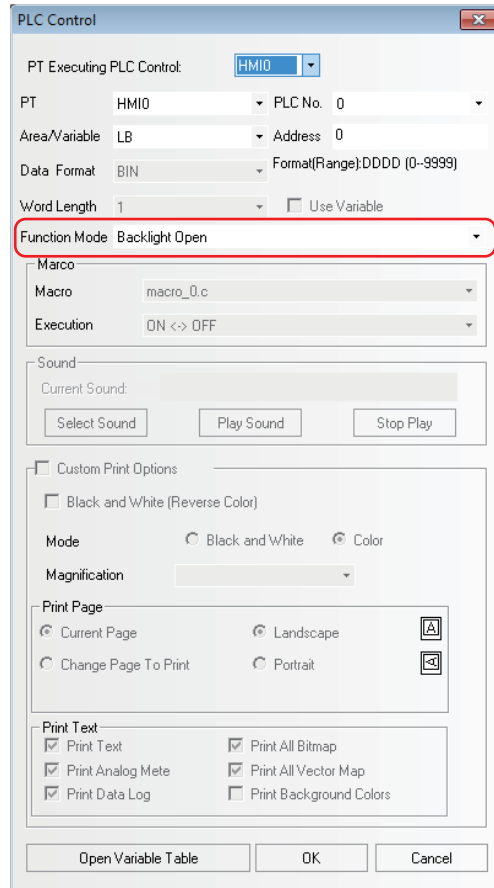 PLC Control
PT Executing PLC Control: HMI0
PT HMI0 PLC No. 0
Area/Variable LB Address 0
Data Format BIN Format(Range):DDDD (0--9999)
Word Length 1 Use Variable
Function Mode Backlight Open
Marco
Macro macro_0.c
Execution ON <-> OFF
Sound
Current Sound:
Select Sound Play Sound Stop Play
Custom Print Options
Black and White (Reverse Color)
Mode Black and White Color
Magnification
Print Page
Current Page Landscape A
Change Page To Print Portrait A
Print Text
Print Text Print All Bitmap
Print Analog Mete Print All Vector Map
Print Data Log Print Background Colors
Open Variable Table OK Cancel